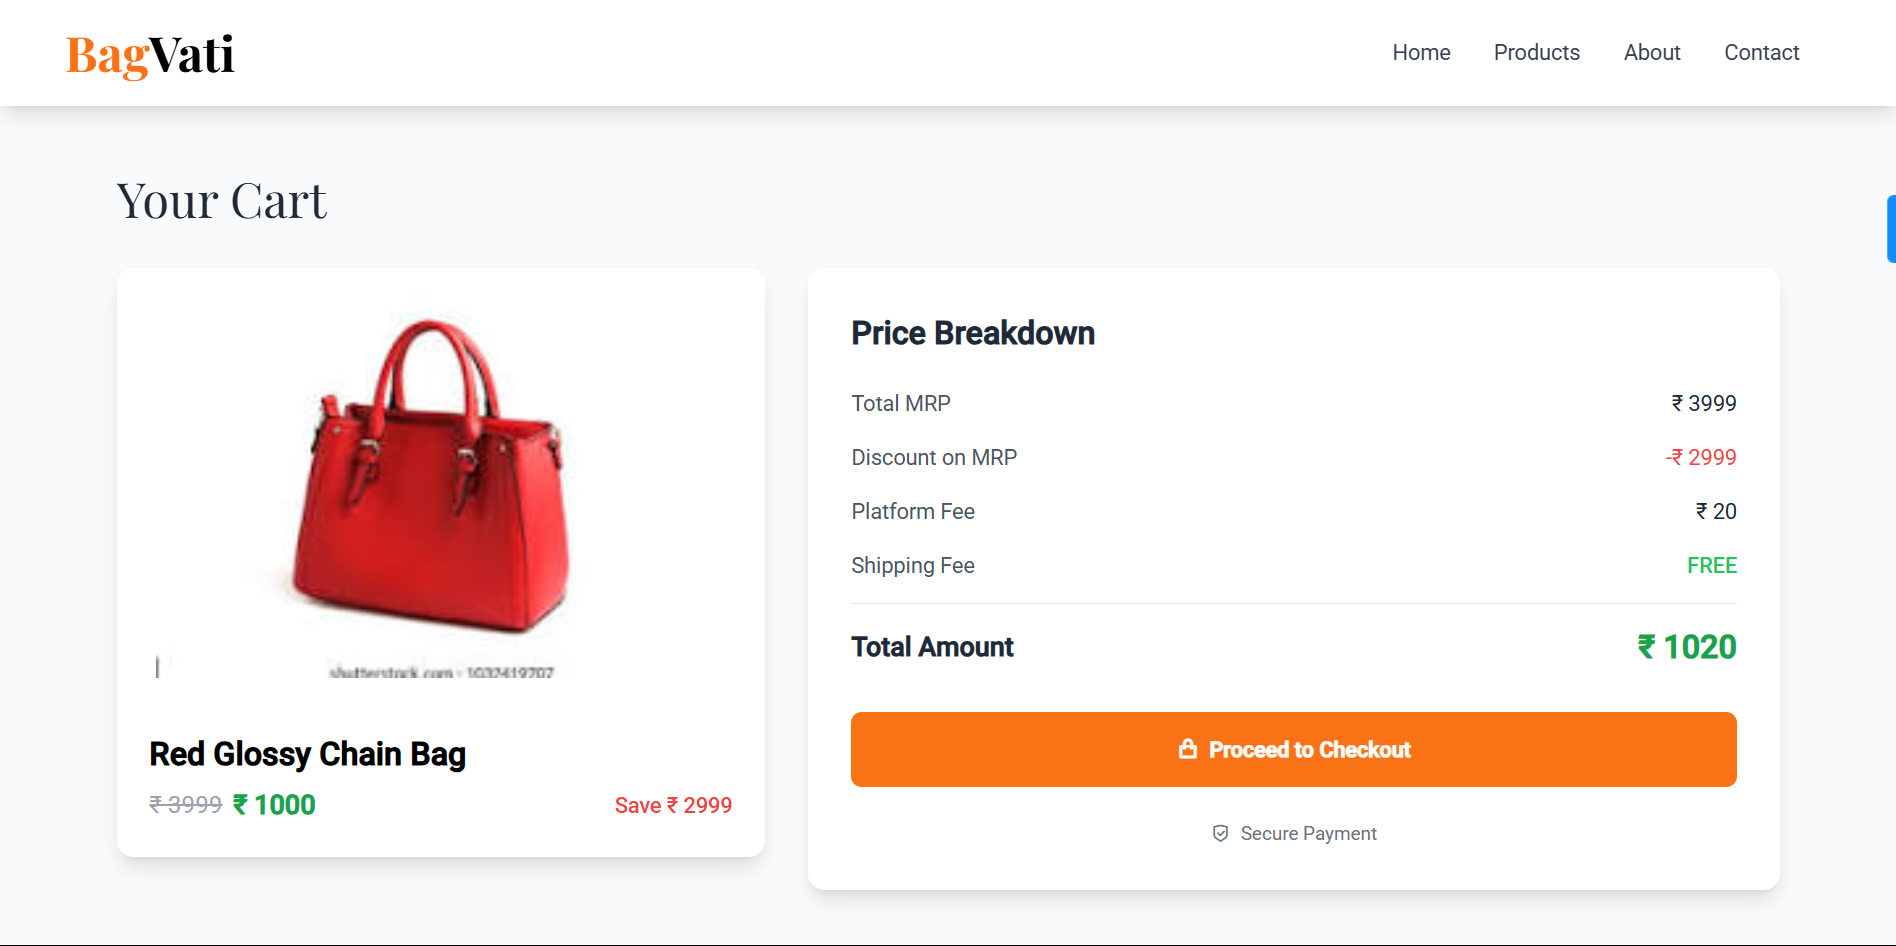 BagVati
Home
Products
About
Contact
Your Cart
shutterstock.com · 1032419707
Red Glossy Chain Bag
₹ 3999 ₹ 1000
Save ₹ 2999
Price Breakdown
Total MRP ₹ 3999
Discount on MRP -₹ 2999
Platform Fee ₹ 20
Shipping Fee FREE
Total Amount ₹ 1020
Proceed to Checkout
Secure Payment